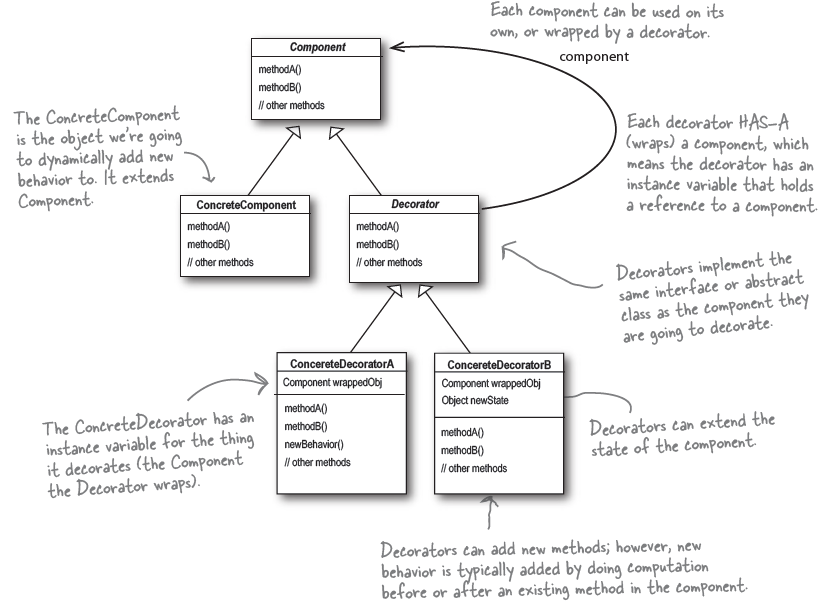 Each component can be used on its
own, or wrapped by a decorator.
component
Component
methodA()
methodB()
// other methods
The ConcreteComponent
is the object we're going
to dynamically add new
behavior to. It extends
Component.
Each decorator HAS-A
(wraps) a component, which
means the decorator has an
instance variable that holds
a reference to a component.
ConcreteComponent
methodA()
methodB()
// other methods
Decorator
methodA()
methodB()
// other methods
Decorators implement the
same interface or abstract
class as the component they
are going to decorate.
ConcereteDecoratorA
Component wrappedObj
methodA()
methodB()
newBehavior()
// other methods
ConcereteDecoratorB
Component wrappedObj
Object newState
methodA()
methodB()
// other methods
The ConcreteDecorator has an
instance variable for the thing
it decorates (the Component
the Decorator wraps).
Decorators can extend the
state of the component.
Decorators can add new methods; however, new
behavior is typically added by doing computation
before or after an existing method in the component.